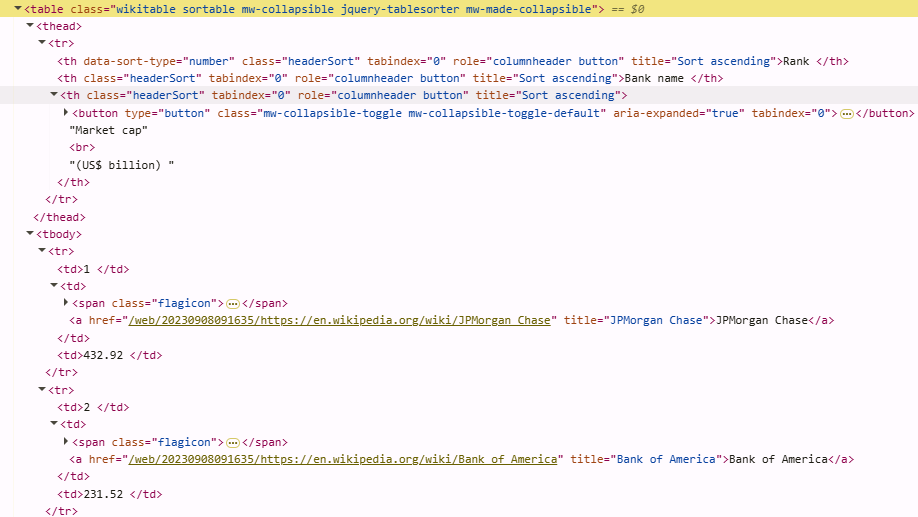 <table class="wikitable sortable mw-collapsible jquery-tablesorter mw-made-collapsible"> == $0
<thead>
<tr>
<th data-sort-type="number" class="headerSort" tabindex="0" role="columnheader button" title="Sort ascending">Rank </th>
<th class="headerSort" tabindex="0" role="columnheader button" title="Sort ascending">Bank name </th>
<th class="headerSort" tabindex="0" role="columnheader button" title="Sort ascending">
<button type="button" class="mw-collapsible-toggle mw-collapsible-toggle-default" aria-expanded="true" tabindex="0">…</button>
"Market cap"
<br>
"(US$ billion) "
</th>
</tr>
</thead>
<tbody>
<tr>
<td>1 </td>
<td>
<span class="flagicon">…</span>
<a href="/web/20230908091635/https://en.wikipedia.org/wiki/JPMorgan Chase" title="JPMorgan Chase">JPMorgan Chase</a>
</td>
<td>432.92 </td>
</tr>
<tr>
<td>2 </td>
<td>
<span class="flagicon">…</span>
<a href="/web/20230908091635/https://en.wikipedia.org/wiki/Bank of America" title="Bank of America">Bank of America</a>
</td>
<td>231.52 </td>
</tr>